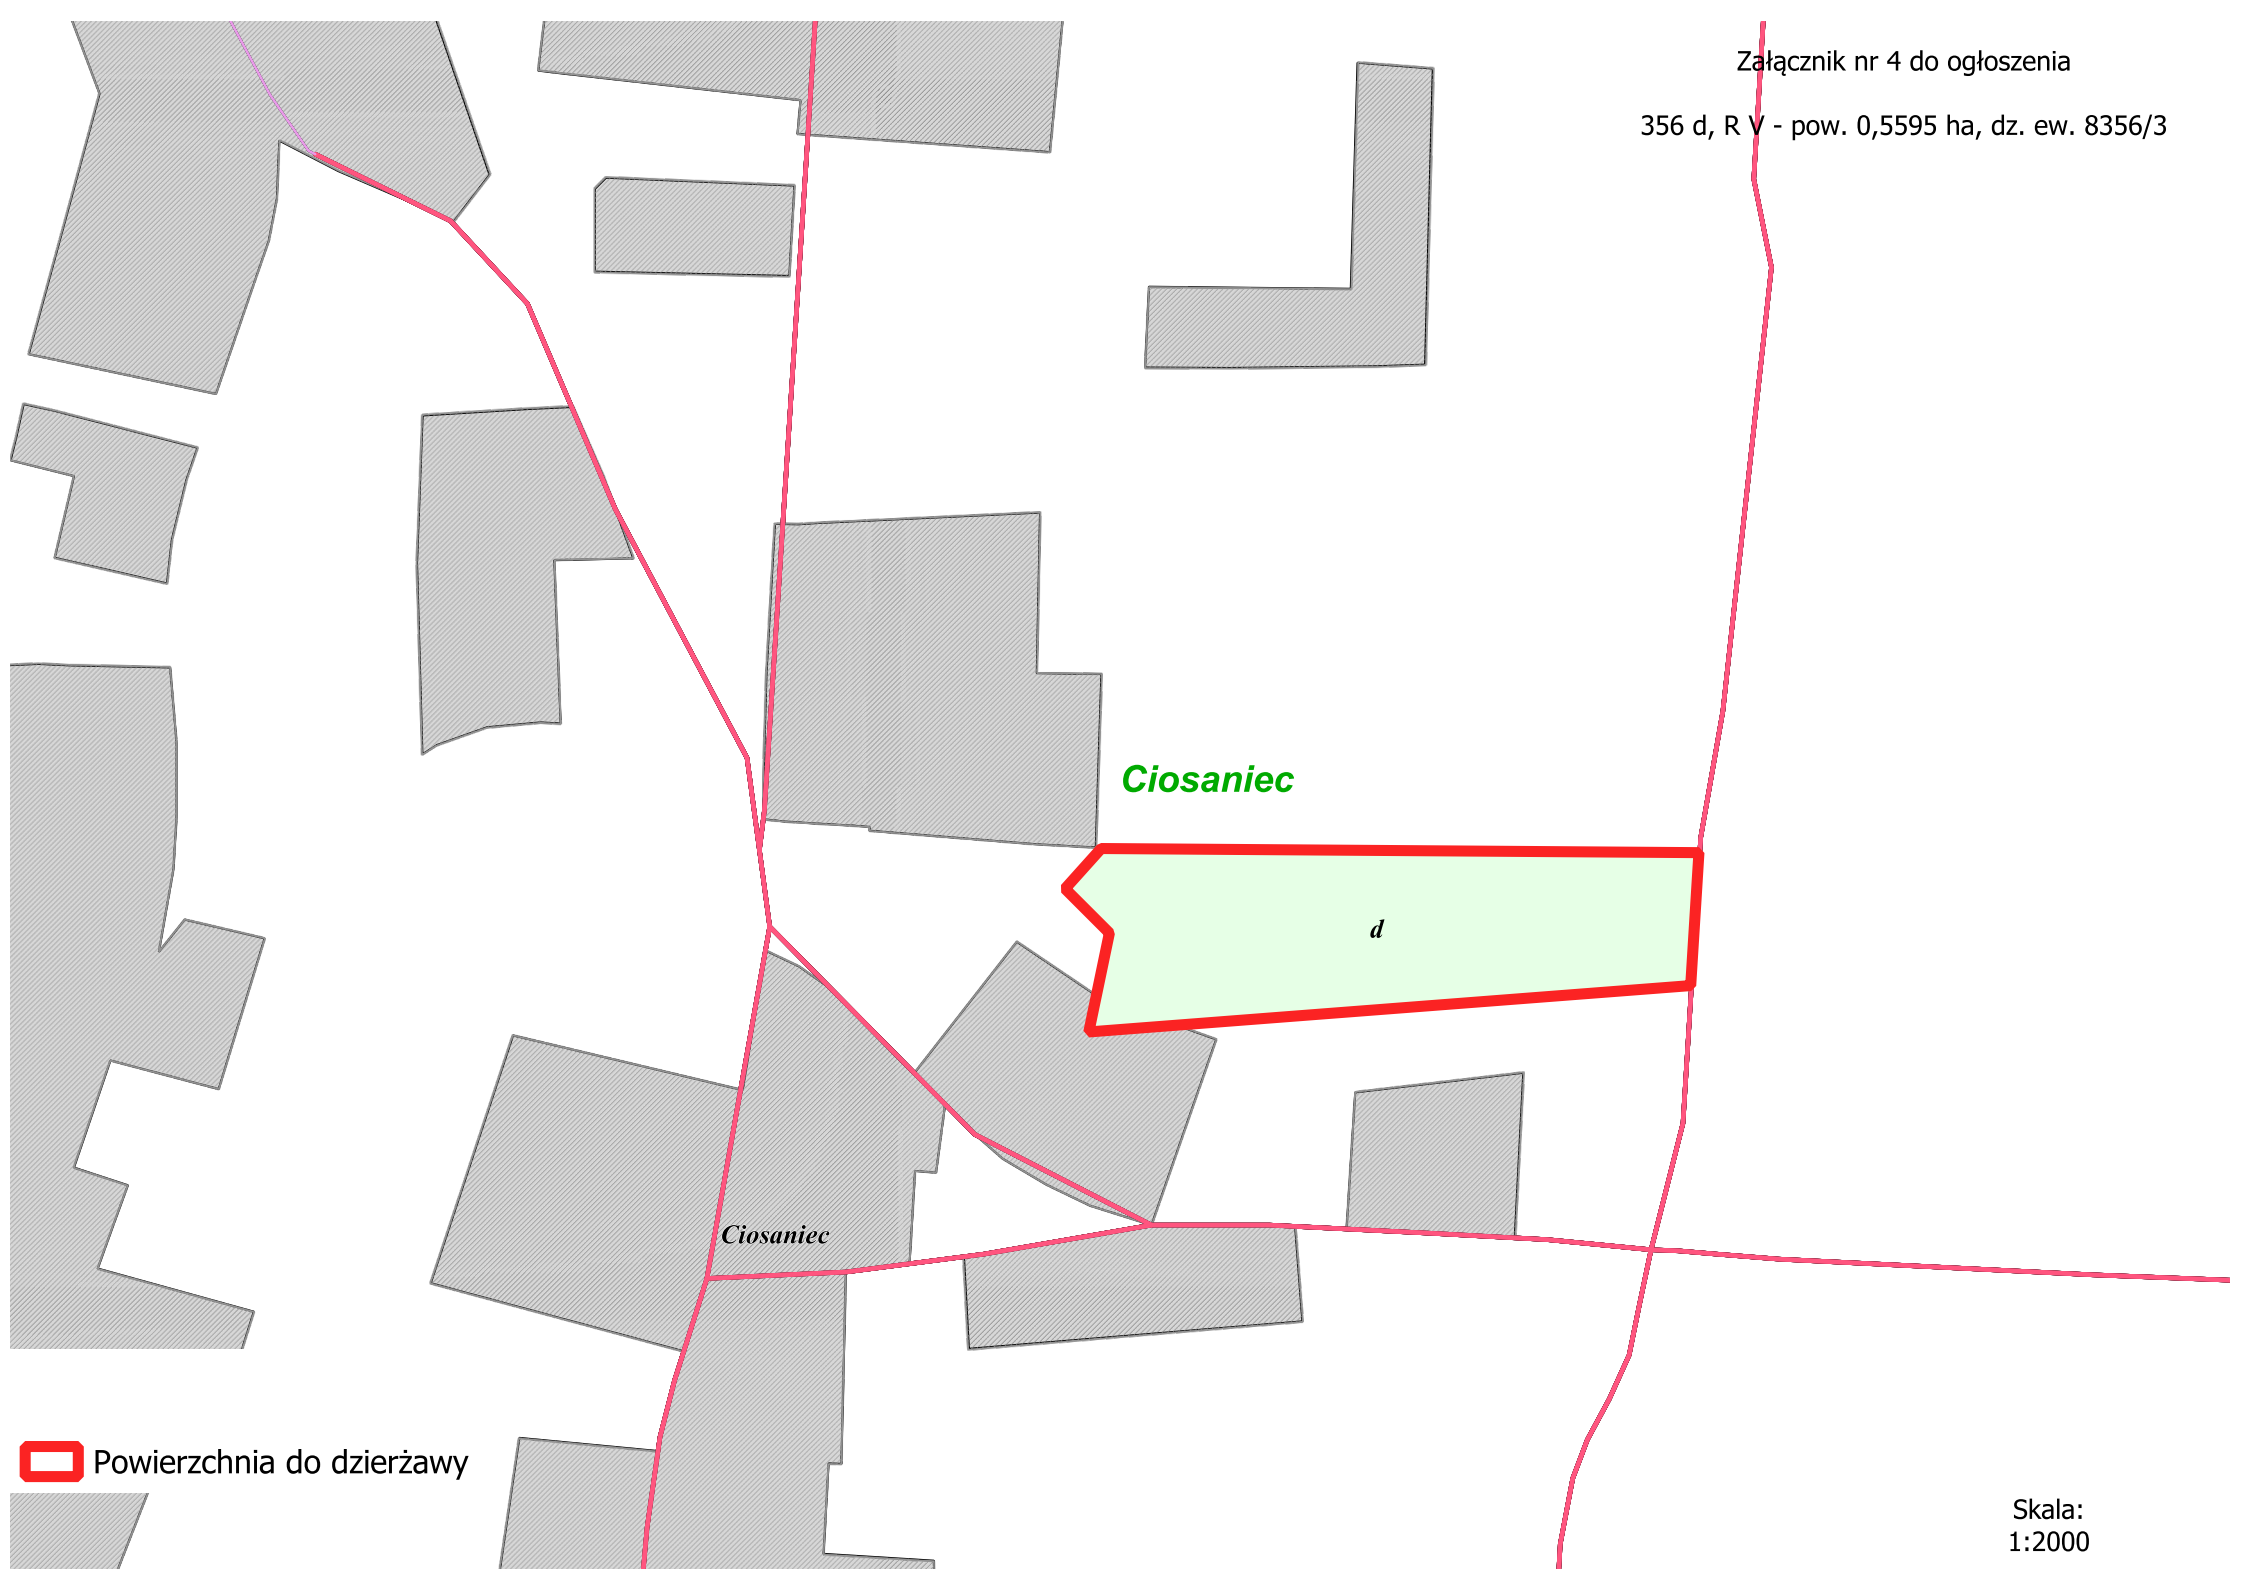 Załącznik nr 4 do ogłoszenia
356 d, R V - pow. 0,5595 ha, dz. ew. 8356/3
Ciosaniec
d
Ciosaniec
Powierzchnia do dzierżawy
Skala:
1:2000